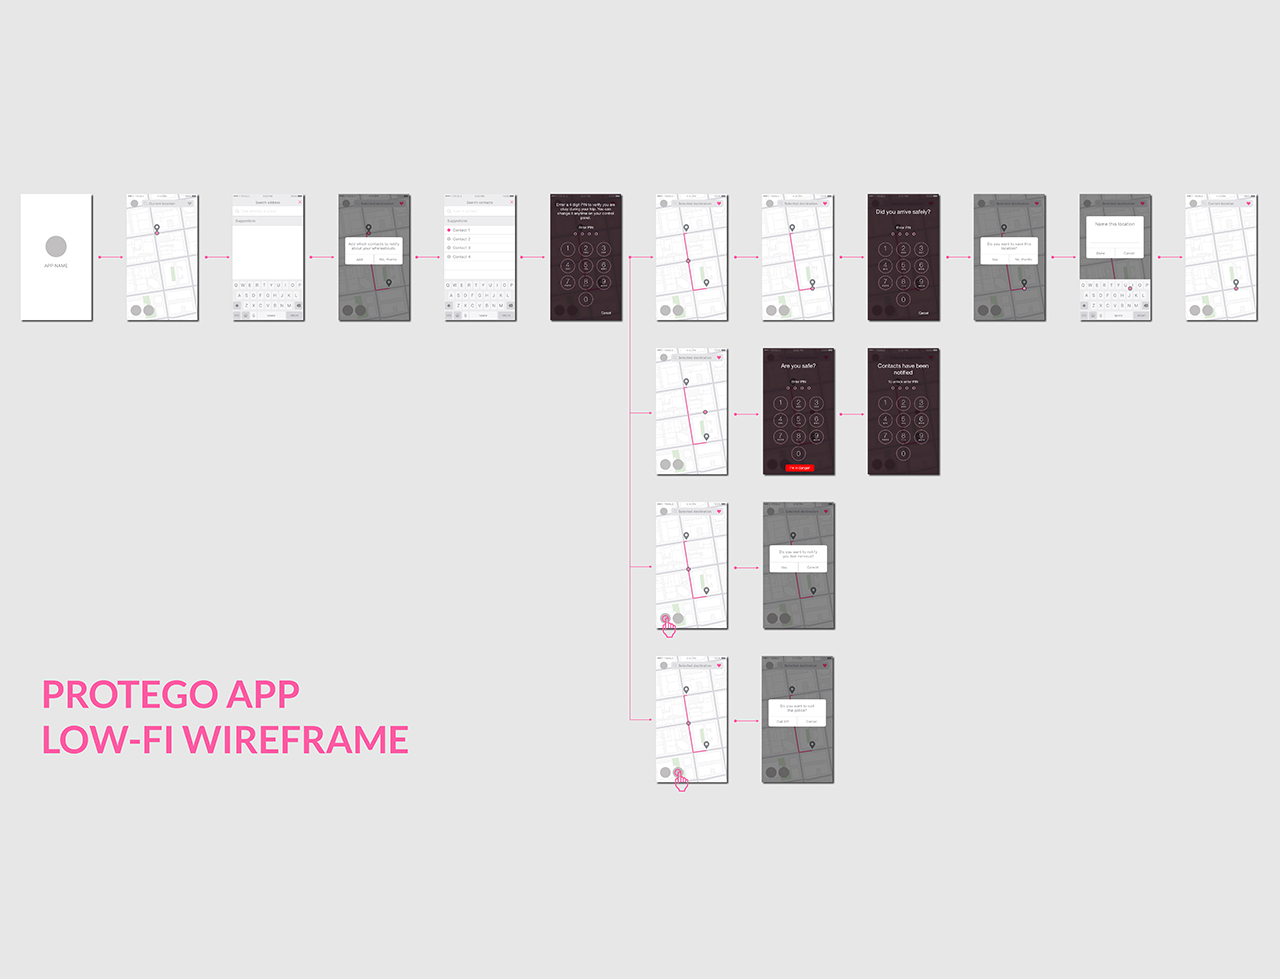 APP NAME
Current location
Search address
Suggestions
Add which contacts to notify
about your whereabouts
Add
No, thanks
Search contacts
Suggestions
Contact 1
Contact 2
Contact 3
Contact 4
Q W E R T Y U I O P
A S D F G H J K L
Z X C V B N M
Enter a 4 digit PIN to verify you are
okay during your trip. You can
change it anytime on your control
panel.
Enter PIN
1 2 3
4 5 6
7 8 9
0
Cancel
Selected destination
Selected destination
Did you arrive safely?
Enter PIN
1 2 3
4 5 6
7 8 9
0
Cancel
Do you want to save this
location?
Yes
No, thanks
Name this location
Save
Cancel
Q W E R T Y U I O P
A S D F G H J K L
Z X C V B N M
Current location
Selected destination
Are you safe?
Enter PIN
1 2 3
4 5 6
7 8 9
0
I'm in danger!
Contacts have been
notified
1 2 3
4 5 6
7 8 9
0
Selected destination
Do you want to notify
Yes
Cancel
Selected destination
Do you want to call
the police?
Call 911
Cancel
PROTEGO APP
LOW-FI WIREFRAME